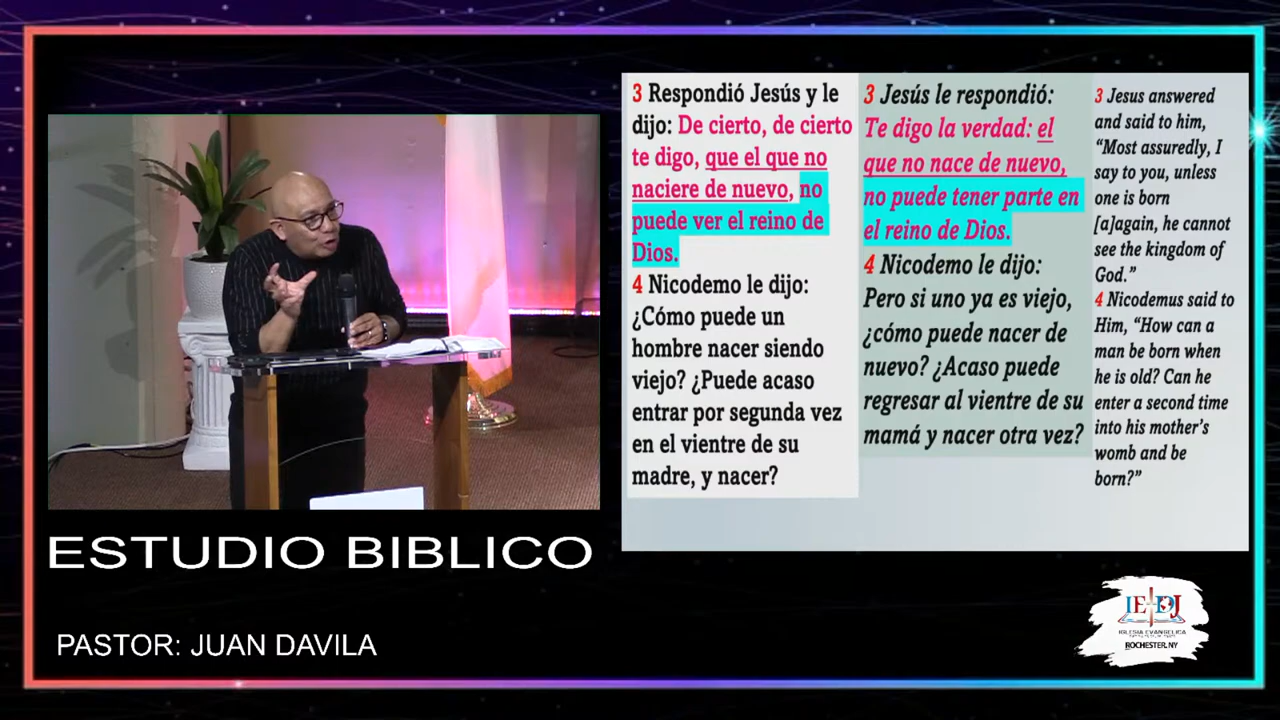 3 Respondió Jesús y le
dijo: De cierto, de cierto
te digo, que el que no
naciere de nuevo, no
puede ver el reino de
Dios.
4 Nicodemo le dijo:
¿Cómo puede un
hombre nacer siendo
viejo? ¿Puede acaso
entrar por segunda vez
en el vientre de su
madre, y nacer?
3 Jesús le respondió:
Te digo la verdad: el
que no nace de nuevo,
no puede tener parte en
el reino de Dios.
4 Nicodemo le dijo:
Pero si uno ya es viejo,
¿cómo puede nacer de
nuevo? ¿Acaso puede
regresar al vientre de su
mamá y nacer otra vez?
3 Jesus answered
and said to him,
“Most assuredly, I
say to you, unless
one is born
[a]again, he cannot
see the kingdom of
God.”
4 Nicodemus said to
Him, “How can a
man be born when
he is old? Can he
enter a second time
into his mother’s
womb and be
born?”
ESTUDIO BIBLICO
PASTOR: JUAN DAVILA
IGLESIA EVANGELICA
ROCHESTER, NY